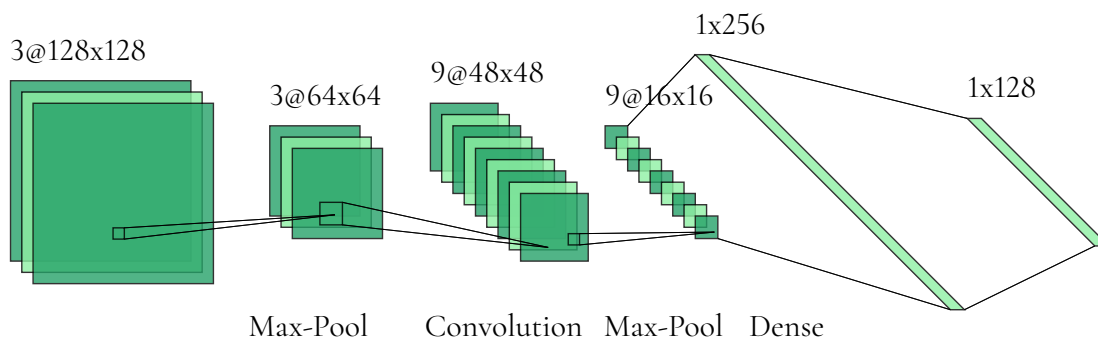 3@128x128
3@64x64
9@48x48
9@16x16
1x256
1x128
Max-Pool
Convolution
Max-Pool
Dense